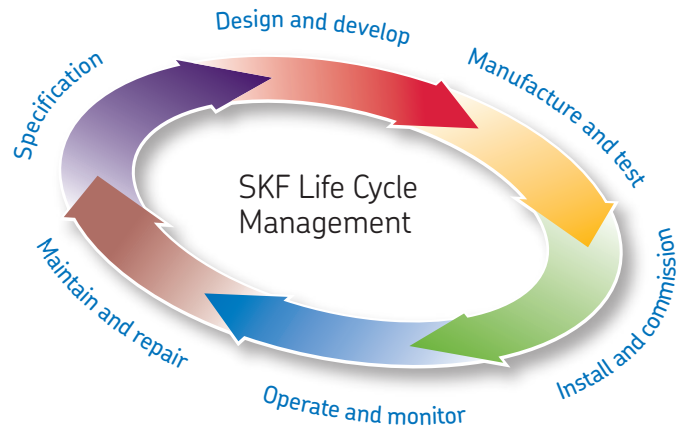 Design and develop
Manufacture and test
Specification
SKF Life Cycle
Management
Install and commission
Maintain and repair
Operate and monitor